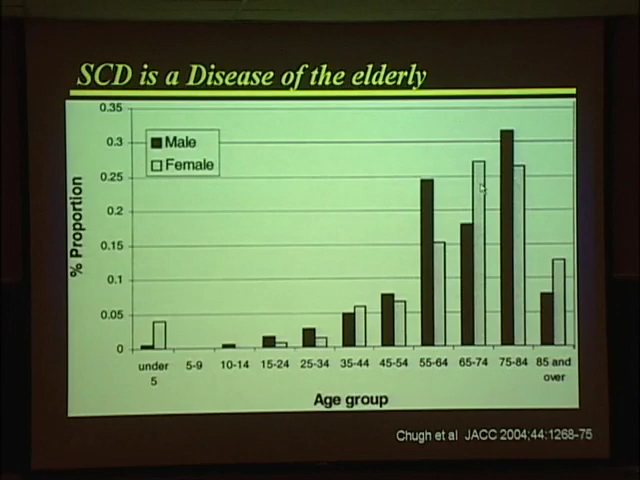 SCD is a Disease of the elderly
0.35
0.3
0.25
0.2
0.15
0.1
0.05
0
% Proportion
Male
Female
under 5
5-9
10-14
15-24
25-34
35-44
45-54
55-64
65-74
75-84
85 and over
Age group
Chugh et al JACC 2004;44:1268-75